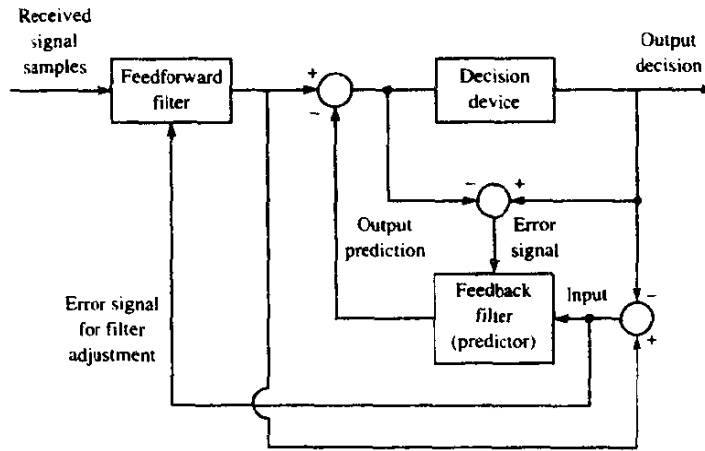 Received
signal
samples
Feedforward
filter
+
−
Decision
device
Output
decision
−
+
Output
prediction
Error
signal
Error signal
for filter
adjustment
Feedback
filter
(predictor)
Input
−
+